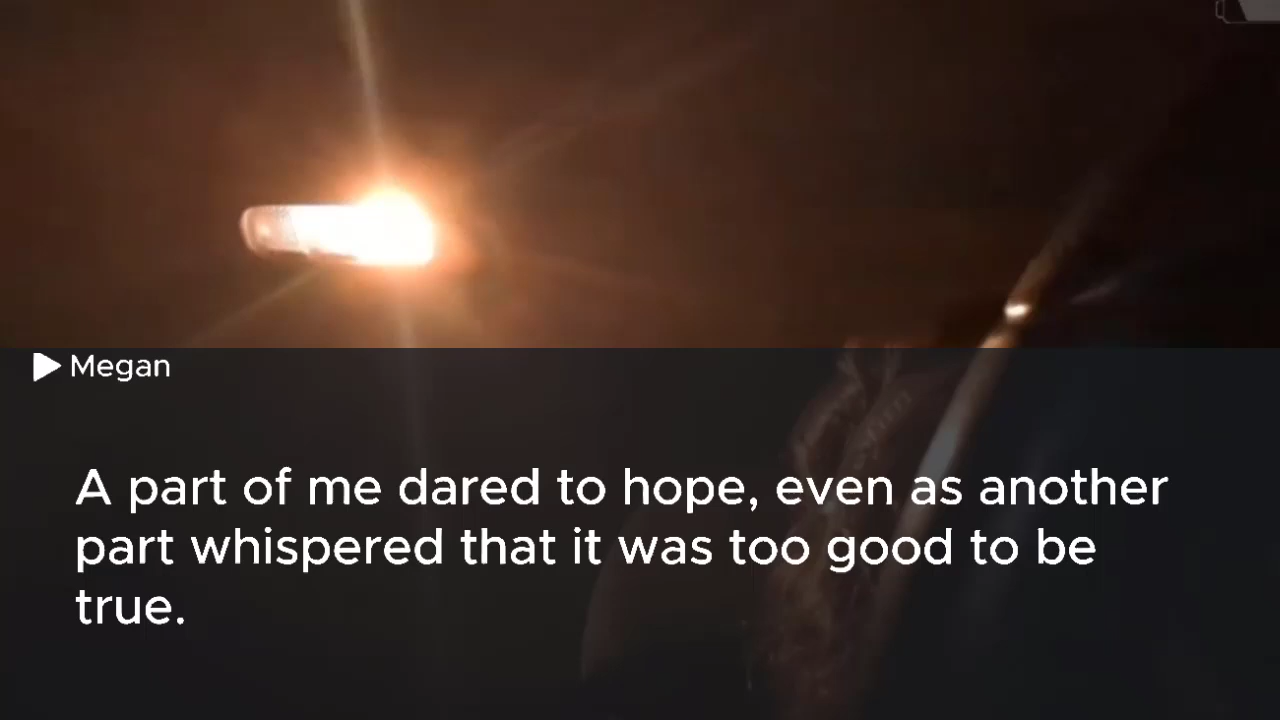 Megan
A part of me dared to hope, even as another
part whispered that it was too good to be
true.